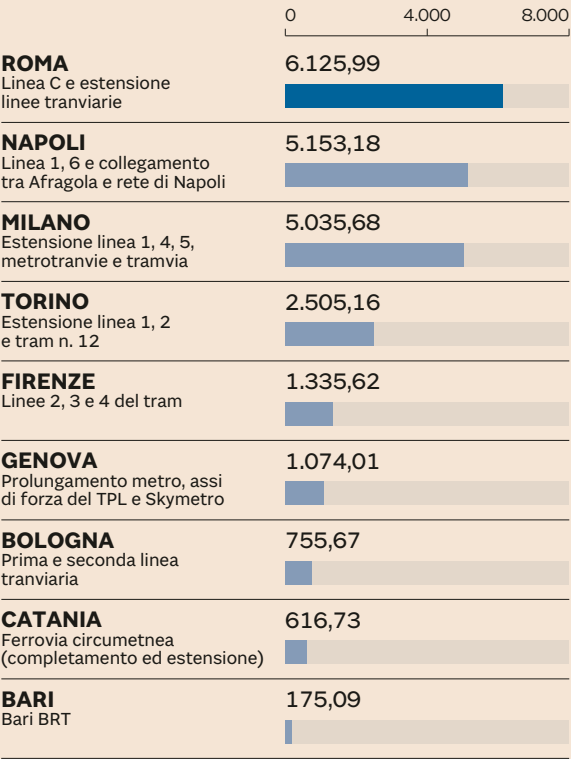 0 4.000 8.000
ROMA
6.125,99
Linea C e estensione
linee tranviarie
NAPOLI
5.153,18
Linea 1, 6 e collegamento
tra Afragola e rete di Napoli
MILANO
5.035,68
Estensione linea 1, 4, 5,
metrotranvie e tramvia
TORINO
2.505,16
Estensione linea 1, 2
e tram n. 12
FIRENZE
1.335,62
Linee 2, 3 e 4 del tram
GENOVA
1.074,01
Prolungamento metro, assi
di forza del TPL e Skymetro
BOLOGNA
755,67
Prima e seconda linea
tranviaria
CATANIA
616,73
Ferrovia circumetnea
(completamento ed estensione)
BARI
175,09
Bari BRT